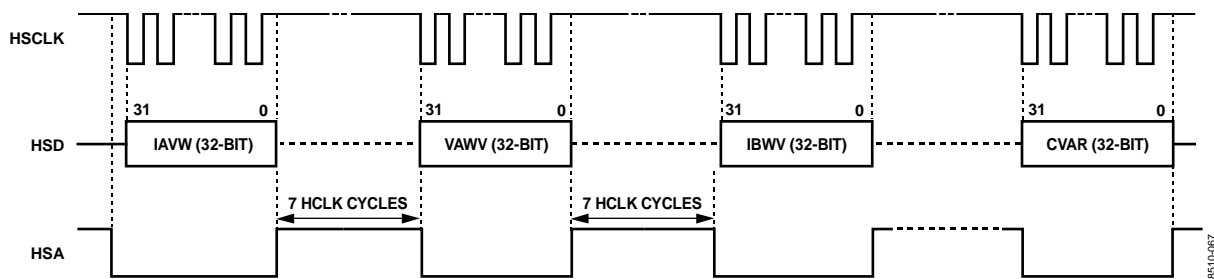 HSCLK
31 0 31 0 31 0 31 0
HSD IAVW (32-BIT) VAWV (32-BIT) IBWV (32-BIT) CVAR (32-BIT)
7 HCLK CYCLES 7 HCLK CYCLES
HSA
8510-067